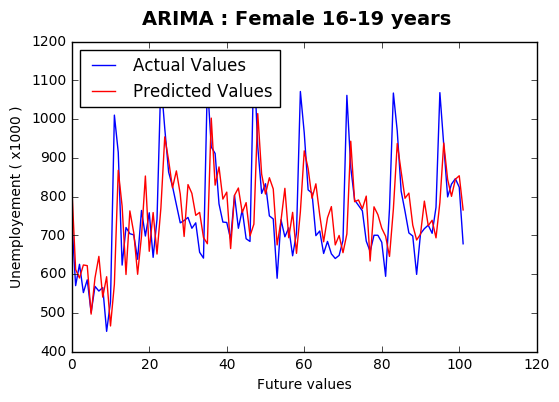 ARIMA : Female 16-19 years
1200
1100
1000
900
800
700
600
500
400
Unemployement ( x1000 )
Actual Values
Predicted Values
0 20 40 60 80 100 120
Future values